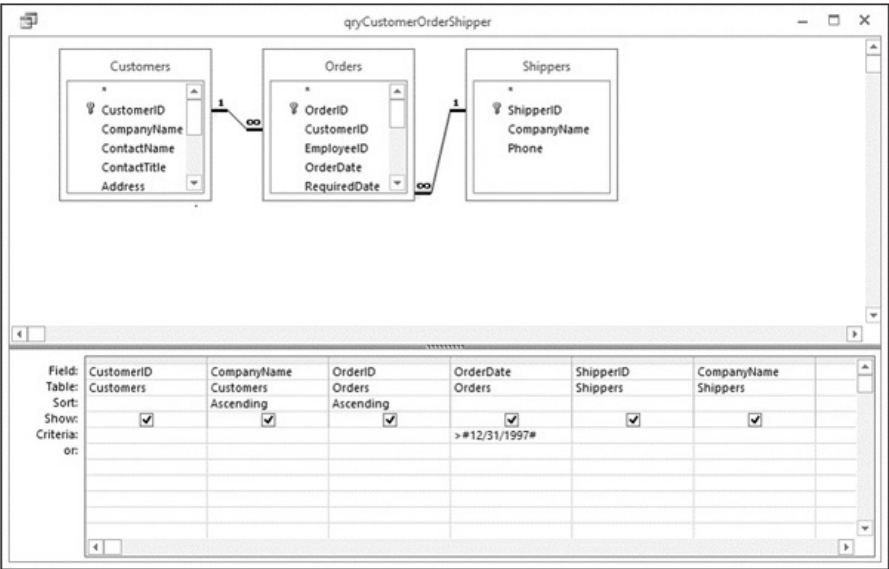 qryCustomerOrderShipper
Customers Orders Shippers
* * *
CustomerID OrderID ShipperID
CompanyName CustomerID CompanyName
ContactName EmployeeID Phone
ContactTitle OrderDate
Address RequiredDate
1 ∞ 1 ∞
Field: CustomerID CompanyName OrderID OrderDate ShipperID CompanyName
Table: Customers Customers Orders Orders Shippers Shippers
Sort: Ascending Ascending
Show:
Criteria: >#12/31/1997#
or: